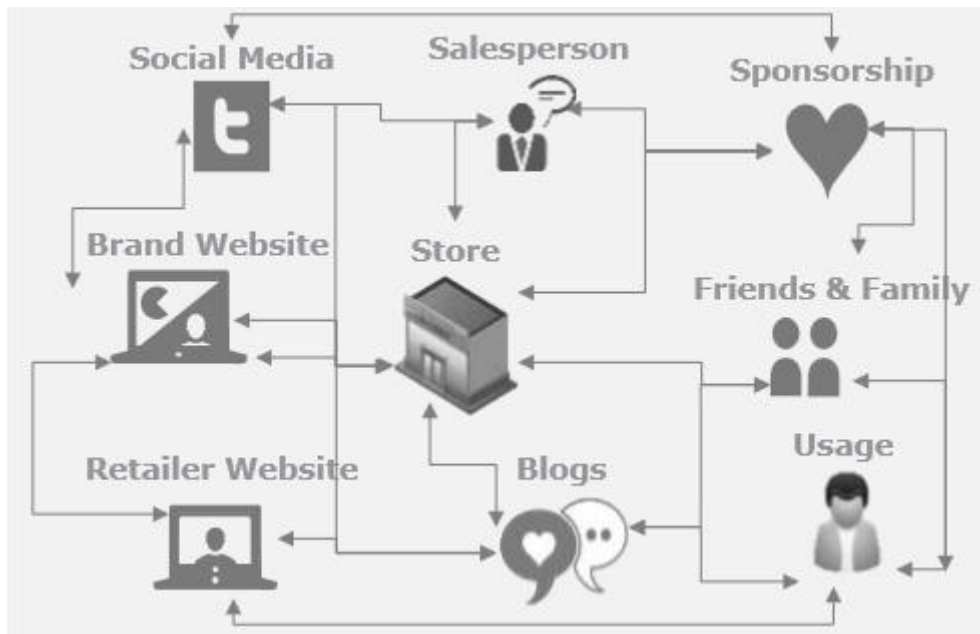 Social Media
Salesperson
Sponsorship
Brand Website
Store
Friends & Family
Retailer Website
Blogs
Usage